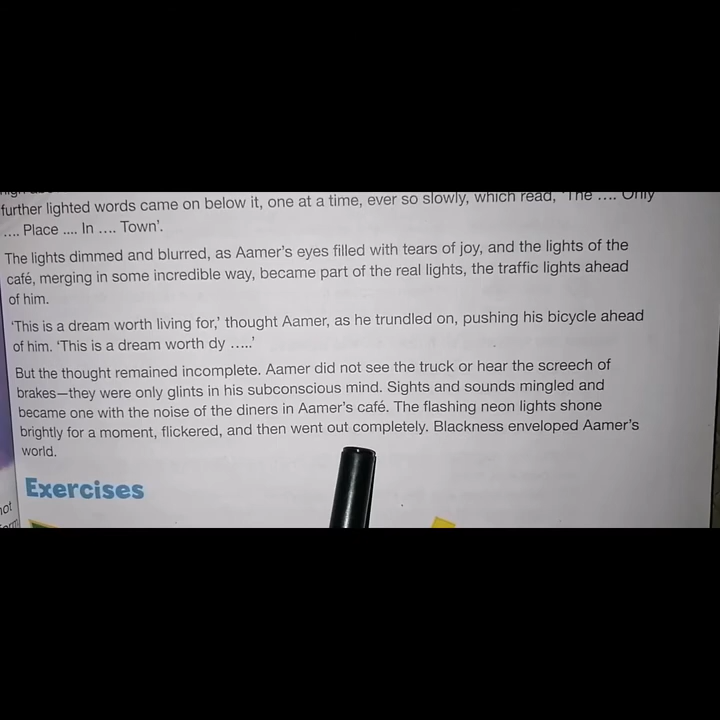 further lighted words came on below it, one at a time, ever so slowly, which read, 'The .... Only
.... Place .... In .... Town'.
The lights dimmed and blurred, as Aamer's eyes filled with tears of joy, and the lights of the
café, merging in some incredible way, became part of the real lights, the traffic lights ahead
of him.
'This is a dream worth living for,' thought Aamer, as he trundled on, pushing his bicycle ahead
of him. 'This is a dream worth dy .....'
But the thought remained incomplete. Aamer did not see the truck or hear the screech of
brakes—they were only glints in his subconscious mind. Sights and sounds mingled and
became one with the noise of the diners in Aamer's café. The flashing neon lights shone
brightly for a moment, flickered, and then went out completely. Blackness enveloped Aamer's
world.
Exercises